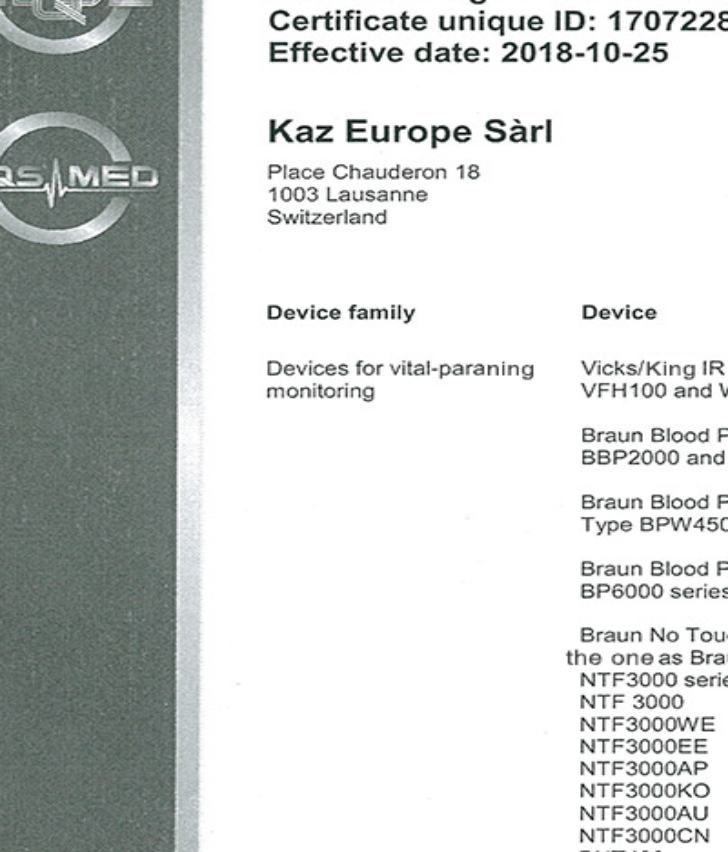 Certificate unique ID: 1707228
Effective date: 2018-10-25
QS MED
Kaz Europe Sàrl
Place Chauderon 18
1003 Lausanne
Switzerland
Device family
Device
Devices for vital-paraning
monitoring
Vicks/King IR
VFH100 and
Braun Blood P
BBP2000 and
Braun Blood P
Type BPW450
Braun Blood P
BP6000 series
Braun No Tou
the one as Bra
NTF3000 serie
NTF 3000
NTF3000WE
NTF3000EE
NTF3000AP
NTF3000KO
NTF3000AU
NTF3000CN